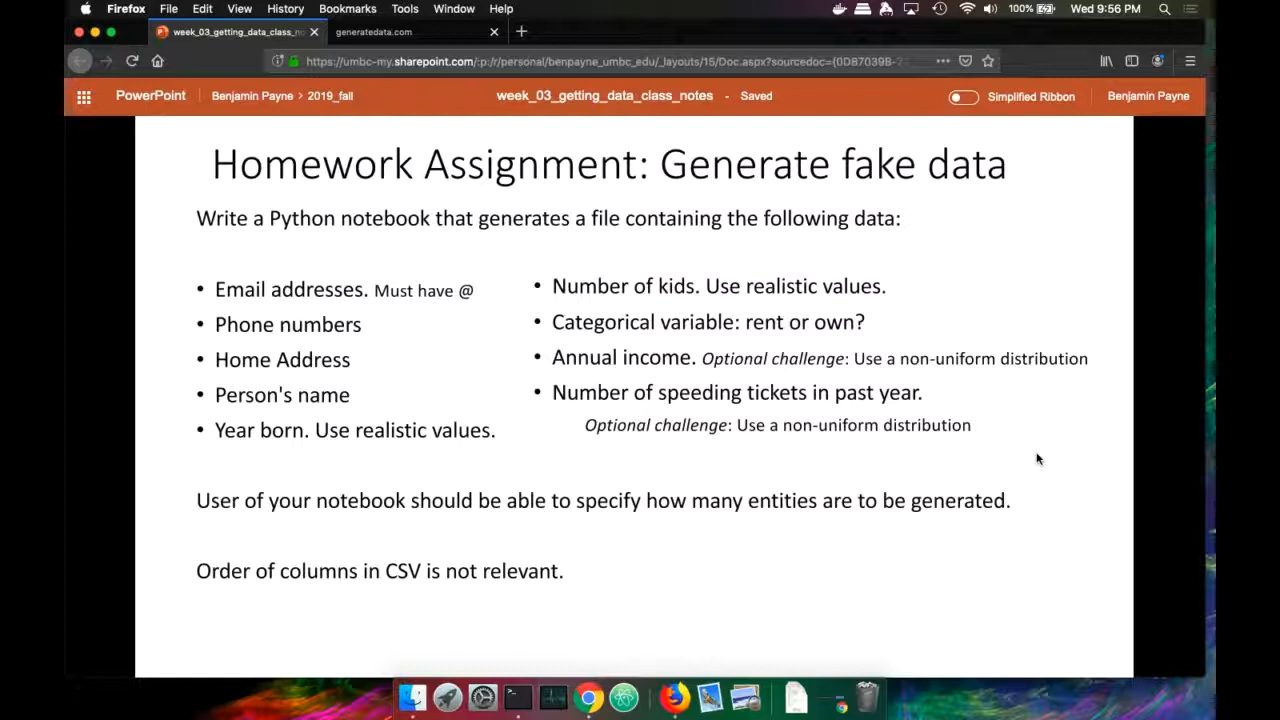 Firefox File Edit View History Bookmarks Tools Window Help 100% Wed 9:56 PM
week_03_getting_data_class_no generatedata.com
https://umbc-my.sharepoint.com/:p:/r/personal/benpayne_umbc_edu/_layouts/15/Doc.aspx?sourcedoc={0D87039B-
PowerPoint Benjamin Payne > 2019_fall week_03_getting_data_class_notes - Saved Simplified Ribbon Benjamin Payne
Homework Assignment: Generate fake data
Write a Python notebook that generates a file containing the following data:
• Email addresses. Must have @
• Phone numbers
• Home Address
• Person's name
• Year born. Use realistic values.
• Number of kids. Use realistic values.
• Categorical variable: rent or own?
• Annual income. Optional challenge: Use a non-uniform distribution
• Number of speeding tickets in past year.
Optional challenge: Use a non-uniform distribution
User of your notebook should be able to specify how many entities are to be generated.
Order of columns in CSV is not relevant.